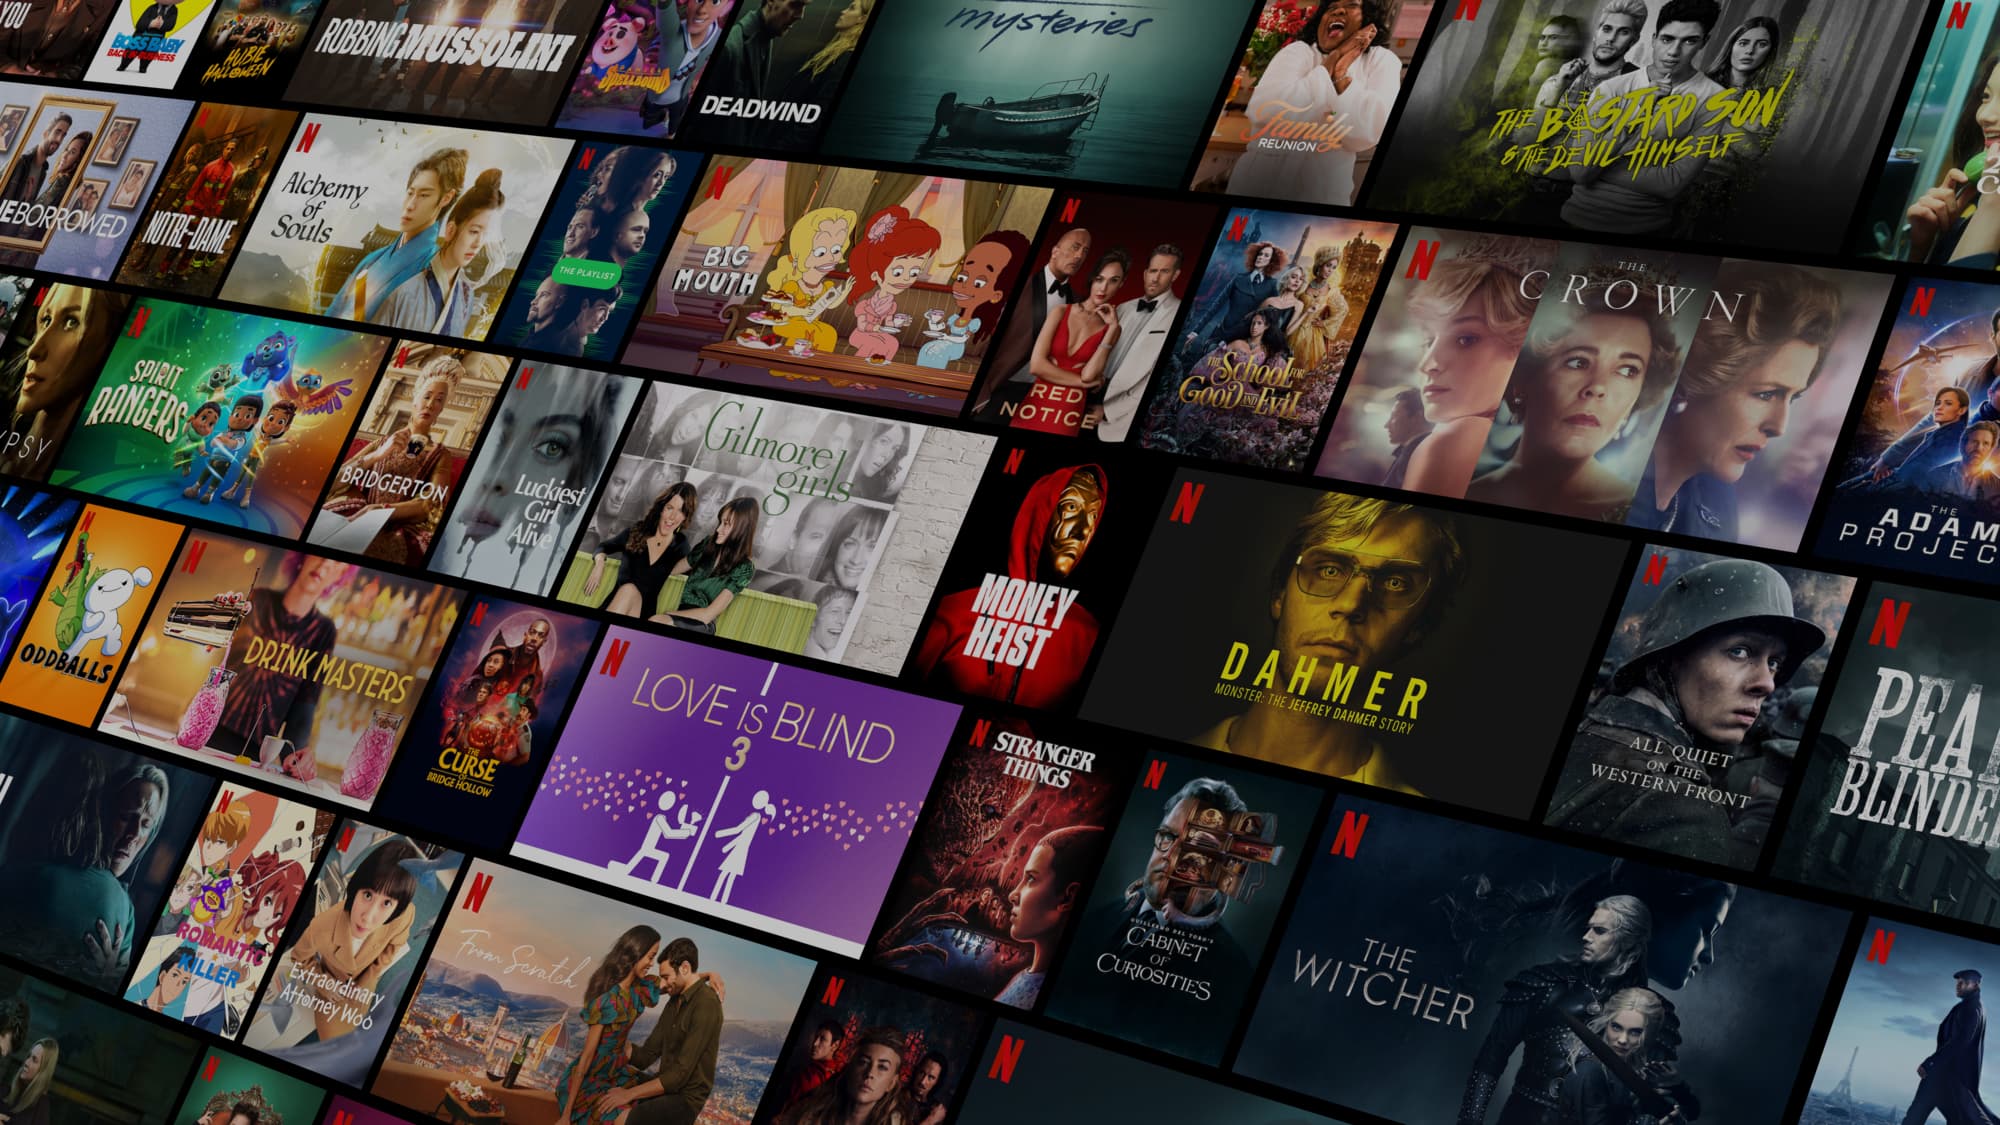 YOU
BOSS BABY
BACK IN BUSINESS
HUBIE
HALLOWEEN
ROBBING MUSSOLINI
SPELLBOUND
DEADWIND
mysteries
Family
REUNION
THE BASTARD SON
& THE DEVIL HIMSELF
BORROWED
NOTRE-DAME
Alchemy
of
Souls
THE PLAYLIST
BIG
MOUTH
RED
NOTICE
THE SCHOOL FOR
GOOD AND EVIL
THE
CROWN
THE
ADAM
PROJEC
YPSY
SPIRIT
RANGERS
BRIDGERTON
Luckiest
Girl
Alive
Gilmore
girls
MONEY
HEIST
DAHMER
MONSTER: THE JEFFREY DAHMER STORY
ALL QUIET
ON THE
WESTERN FRONT
PEA
BLINDE
ODDBALLS
DRINK MASTERS
THE
CURSE
OF
BRIDGE HOLLOW
LOVE IS BLIND
3
STRANGER
THINGS
GUILLERMO DEL TORO'S
CABINET
OF
CURIOSITIES
THE
WITCHER
ROMANTIC
KILLER
Extraordinary
Attorney Woo
From Scratch